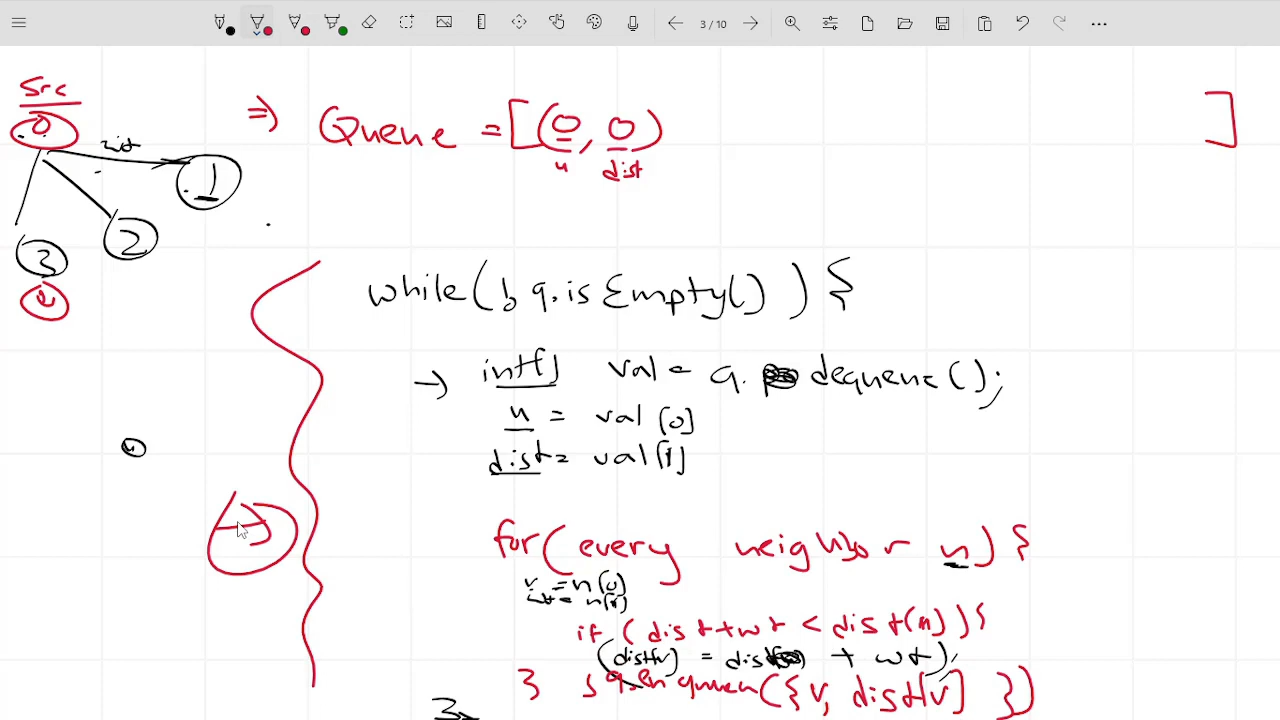 3 / 10
Src
0
wt
1
2
3
⇒ Queue = [(0, 0) ]
u dist
while( ! q.isEmpty() ) {
→ int[] val = q. dequeue();
u = val[0]
dist = val[1]
for( every neighbor n) {
v = n[0]
wt = n[1]
if ( dist + wt < dist[n] ) {
(dist[v] = dist + wt);
} q.enqueue({v, dist[v] })